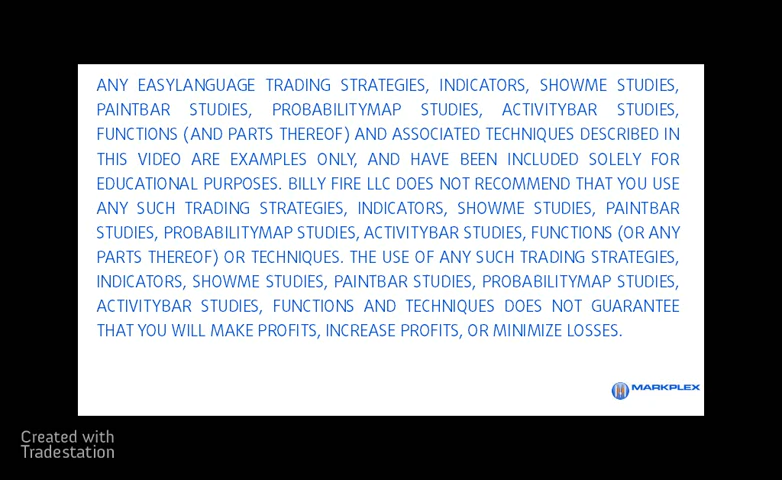 ANY EASYLANGUAGE TRADING STRATEGIES, INDICATORS, SHOWME STUDIES,
PAINTBAR STUDIES, PROBABILITYMAP STUDIES, ACTIVITYBAR STUDIES,
FUNCTIONS (AND PARTS THEREOF) AND ASSOCIATED TECHNIQUES DESCRIBED IN
THIS VIDEO ARE EXAMPLES ONLY, AND HAVE BEEN INCLUDED SOLELY FOR
EDUCATIONAL PURPOSES. BILLY FIRE LLC DOES NOT RECOMMEND THAT YOU USE
ANY SUCH TRADING STRATEGIES, INDICATORS, SHOWME STUDIES, PAINTBAR
STUDIES, PROBABILITYMAP STUDIES, ACTIVITYBAR STUDIES, FUNCTIONS (OR ANY
PARTS THEREOF) OR TECHNIQUES. THE USE OF ANY SUCH TRADING STRATEGIES,
INDICATORS, SHOWME STUDIES, PAINTBAR STUDIES, PROBABILITYMAP STUDIES,
ACTIVITYBAR STUDIES, FUNCTIONS AND TECHNIQUES DOES NOT GUARANTEE
THAT YOU WILL MAKE PROFITS, INCREASE PROFITS, OR MINIMIZE LOSSES.
MARKPLEX
Created with
Tradestation